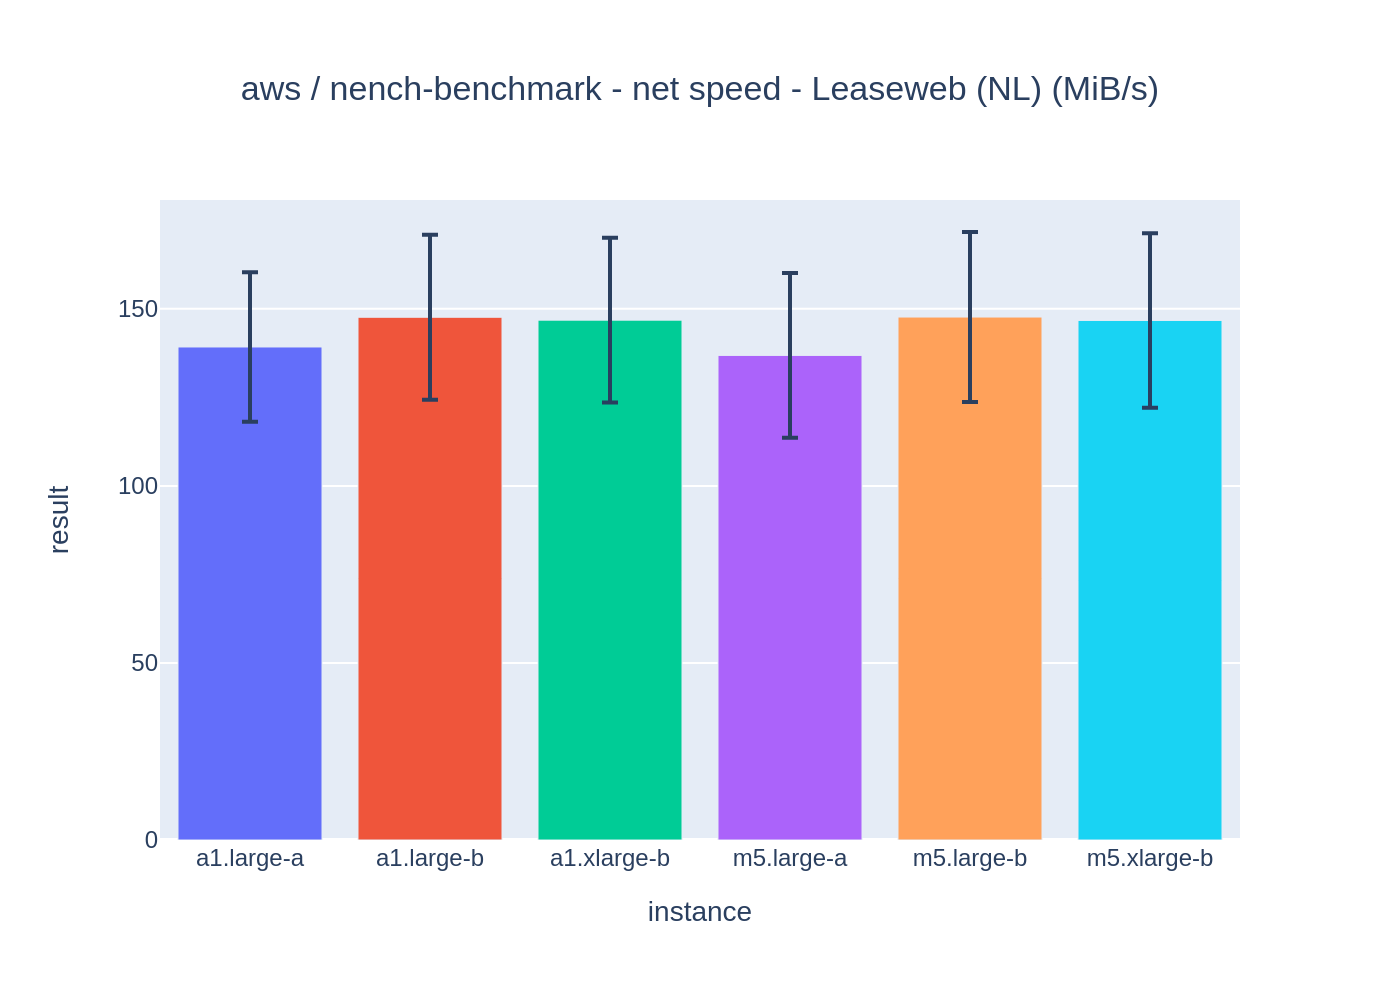 aws / nench-benchmark - net speed - Leaseweb (NL) (MiB/s)
150
100
50
0
result
a1.large-a a1.large-b a1.xlarge-b m5.large-a m5.large-b m5.xlarge-b
instance